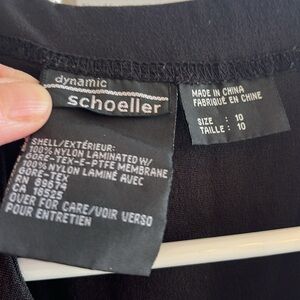 dynamic
schoeller
SHELL/EXTÉRIEUR:
100% NYLON LAMINATED W/
GORE-TEX-E-PTFE MEMBRANE
100% NYLON LAMINÉ AVEC
GORE-TEX
RN 89674
CA 18525
OVER FOR CARE/VOIR VERSO
POUR ENTRETIEN
MADE IN CHINA
FABRIQUÉ EN CHINE
SIZE : 10
TAILLE : 10